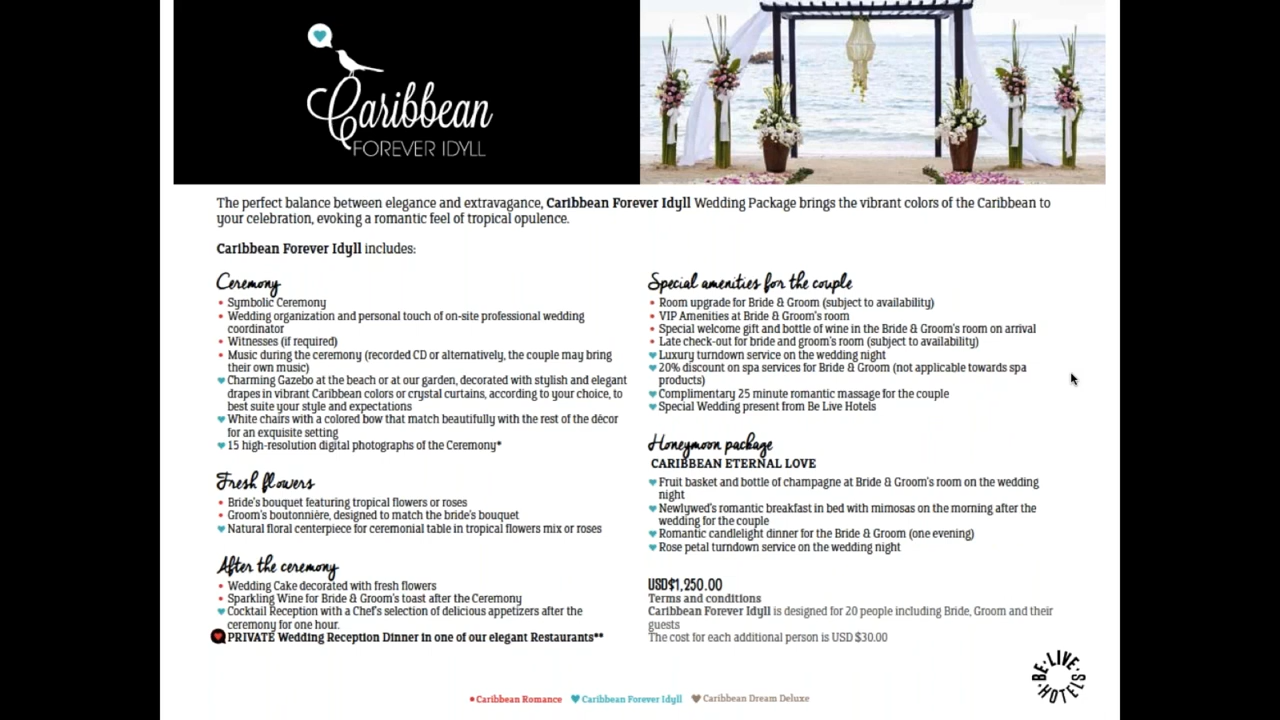 Caribbean
FOREVER IDYLL
The perfect balance between elegance and extravagance, Caribbean Forever Idyll Wedding Package brings the vibrant colors of the Caribbean to
your celebration, evoking a romantic feel of tropical opulence.
Caribbean Forever Idyll includes:
Ceremony
• Symbolic Ceremony
• Wedding organization and personal touch of on-site professional wedding
coordinator
• Witnesses (if required)
• Music during the ceremony (recorded CD or alternatively, the couple may bring
their own music)
♥ Charming Gazebo at the beach or at our garden, decorated with stylish and elegant
drapes in vibrant Caribbean colors or crystal curtains, according to your choice, to
best suite your style and expectations
♥ White chairs with a colored bow that match beautifully with the rest of the décor
for an exquisite setting
♥ 15 high-resolution digital photographs of the Ceremony*
Fresh flowers
• Bride's bouquet featuring tropical flowers or roses
• Groom's boutonnière, designed to match the bride's bouquet
♥ Natural floral centerpiece for ceremonial table in tropical flowers mix or roses
After the ceremony
• Wedding Cake decorated with fresh flowers
• Sparkling Wine for Bride & Groom's toast after the Ceremony
♥ Cocktail Reception with a Chef's selection of delicious appetizers after the
ceremony for one hour.
♥ PRIVATE Wedding Reception Dinner in one of our elegant Restaurants**
Special amenities for the couple
• Room upgrade for Bride & Groom (subject to availability)
• VIP Amenities at Bride & Groom's room
• Special welcome gift and bottle of wine in the Bride & Groom's room on arrival
• Late check-out for bride and groom's room (subject to availability)
♥ Luxury turndown service on the wedding night
♥ 20% discount on spa services for Bride & Groom (not applicable towards spa
products)
♥ Complimentary 25 minute romantic massage for the couple
♥ Special Wedding present from Be Live Hotels
Honeymoon package
CARIBBEAN ETERNAL LOVE
♥ Fruit basket and bottle of champagne at Bride & Groom's room on the wedding
night
♥ Newlywed's romantic breakfast in bed with mimosas on the morning after the
wedding for the couple
♥ Romantic candlelight dinner for the Bride & Groom (one evening)
♥ Rose petal turndown service on the wedding night
USD$1,250.00
Terms and conditions
Caribbean Forever Idyll is designed for 20 people including Bride, Groom and their
guests
The cost for each additional person is USD $30.00
BE·LIVE·HOTELS
• Caribbean Romance ♥ Caribbean Forever Idyll ♥ Caribbean Dream Deluxe